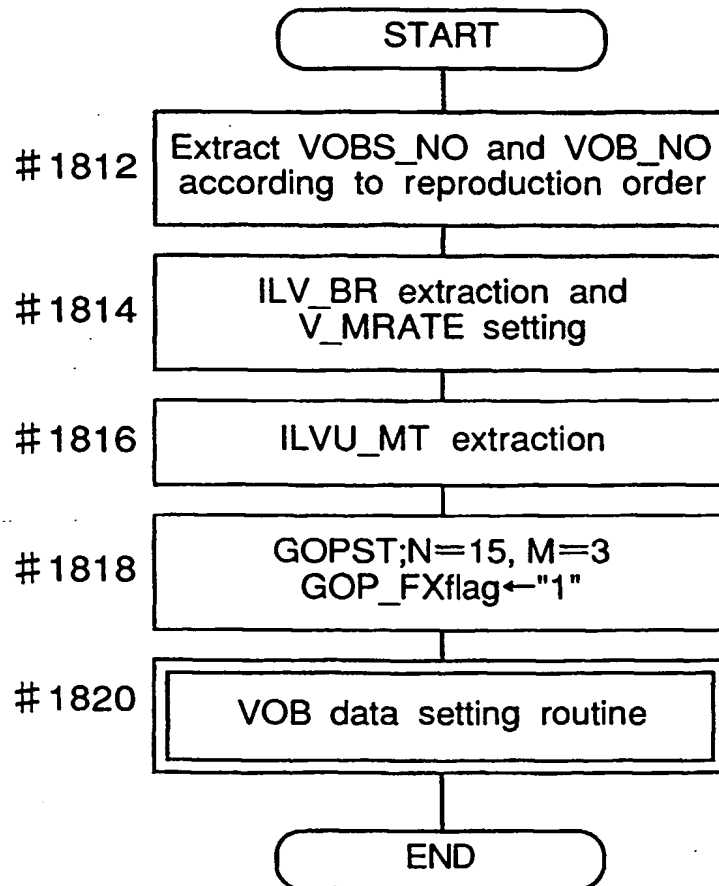 START
#1812
Extract VOBS_NO and VOB_NO
according to reproduction order
#1814
ILV_BR extraction and
V_MRATE setting
#1816
ILVU_MT extraction
#1818
GOPST;N=15, M=3
GOP_FXflag←"1"
#1820
VOB data setting routine
END